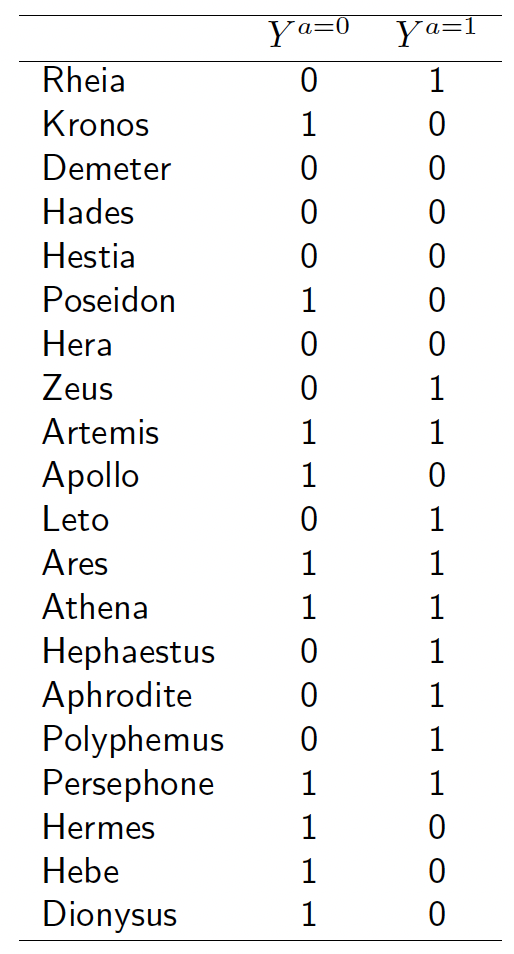 Y^{a=0} Y^{a=1}
Rheia 0 1
Kronos 1 0
Demeter 0 0
Hades 0 0
Hestia 0 0
Poseidon 1 0
Hera 0 0
Zeus 0 1
Artemis 1 1
Apollo 1 0
Leto 0 1
Ares 1 1
Athena 1 1
Hephaestus 0 1
Aphrodite 0 1
Polyphemus 0 1
Persephone 1 1
Hermes 1 0
Hebe 1 0
Dionysus 1 0